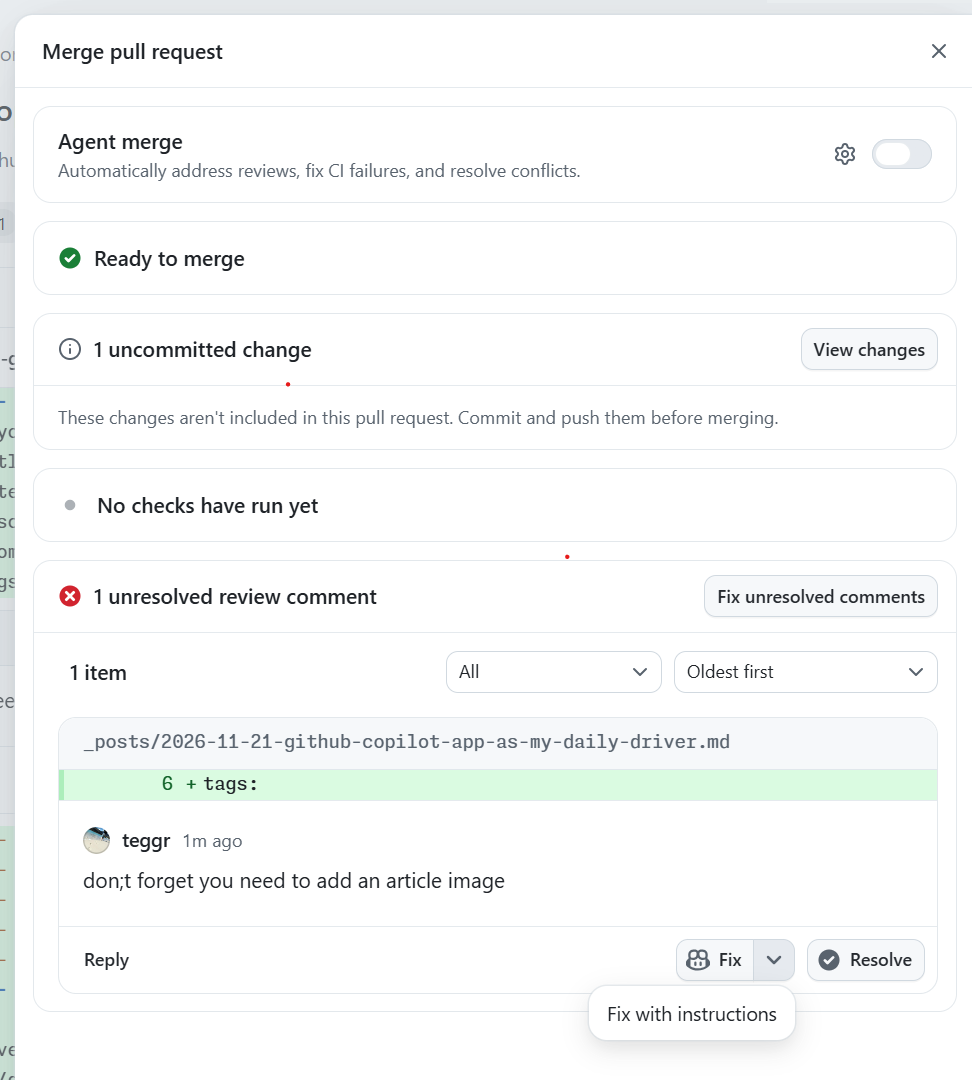 Merge pull request
Agent merge
Automatically address reviews, fix CI failures, and resolve conflicts.
Ready to merge
1 uncommitted change
View changes
These changes aren't included in this pull request. Commit and push them before merging.
No checks have run yet
1 unresolved review comment
Fix unresolved comments
1 item
All
Oldest first
_posts/2026-11-21-github-copilot-app-as-my-daily-driver.md
6 + tags:
teggr 1m ago
don;t forget you need to add an article image
Reply
Fix
Resolve
Fix with instructions